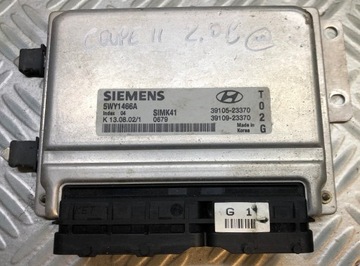 COUPE II 2.0B
SIEMENS
5WY1466A
Index 04 SIMK41
K 13.08.02/1 0679
39105-23370
39109-23370
Made in
Korea
T
0
2
G
G 1